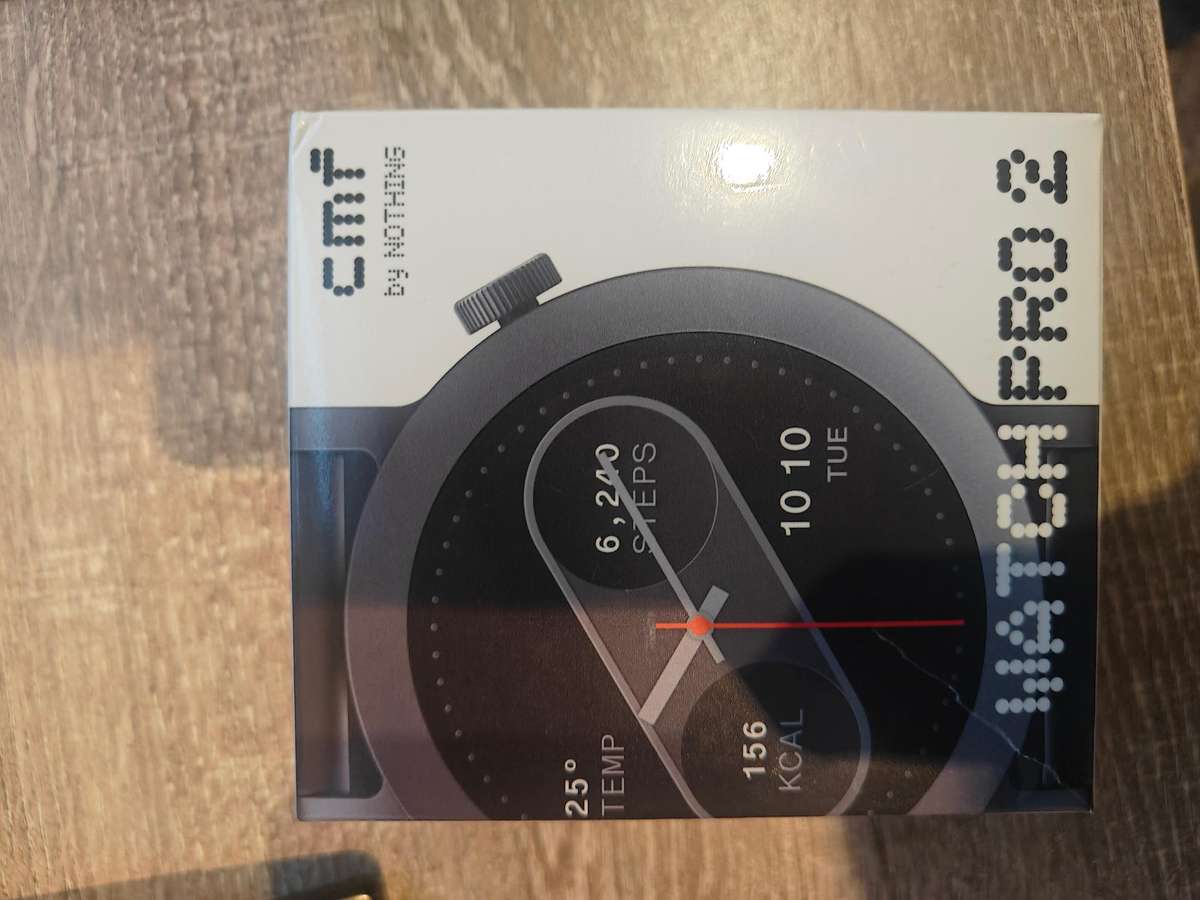 cmf
by NOTHING
25°
TEMP
6,240
STEPS
156
KCAL
10 10
TUE
WATCH PRO 2